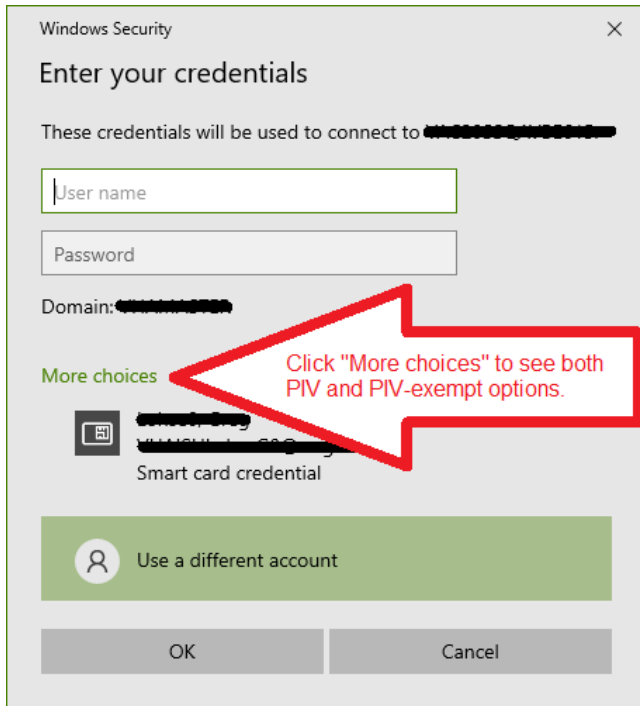 Windows Security
Enter your credentials
These credentials will be used to connect to
User name
Password
Domain:
More choices
Click "More choices" to see both
PIV and PIV-exempt options.
Smart card credential
Use a different account
OK
Cancel